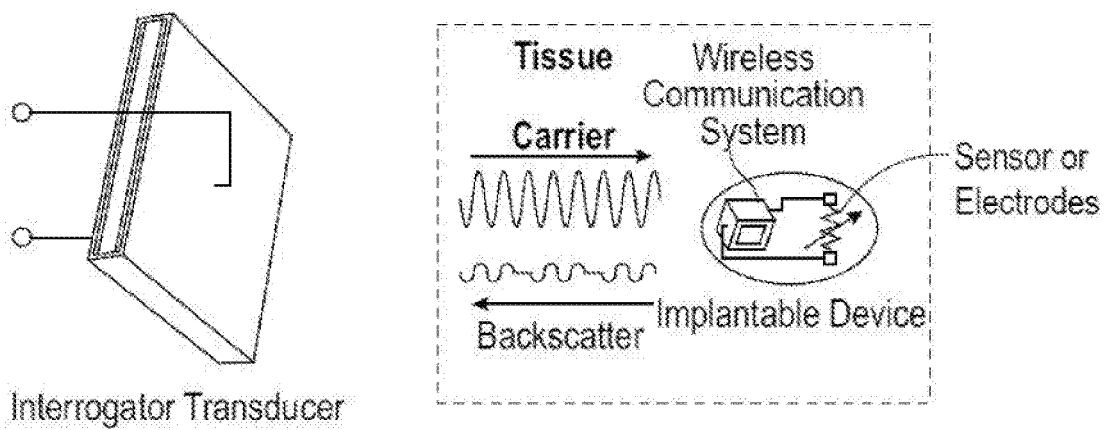 Tissue
Wireless
Communication
System
Carrier
Sensor or
Electrodes
Backscatter
Implantable Device
Interrogator Transducer